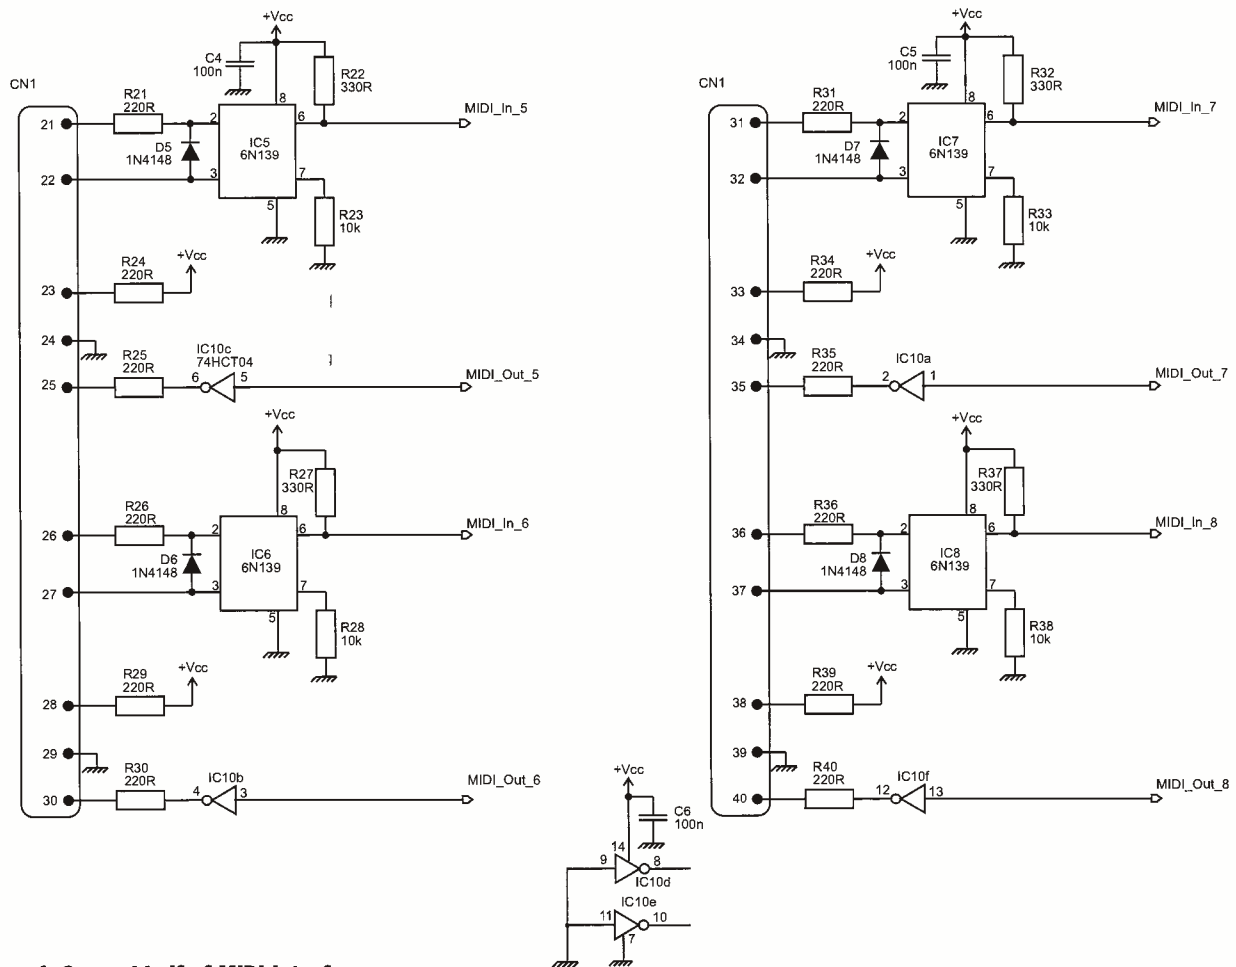 CN1
+Vcc
C4
100n
R22
330R
R21
220R
21
2
8
6
MIDI_In_5
IC5
6N139
D5
1N4148
22
3
7
5
R23
10k
R24
220R
+Vcc
23
24
R25
220R
IC10c
74HCT04
25
6
5
MIDI_Out_5
+Vcc
R27
330R
R26
220R
26
2
8
6
MIDI_In_6
IC6
6N139
D6
1N4148
27
3
7
5
R28
10k
R29
220R
+Vcc
28
29
R30
220R
IC10b
30
4
3
MIDI_Out_6
+Vcc
C5
100n
R32
330R
CN1
R31
220R
31
2
8
6
MIDI_In_7
IC7
6N139
D7
1N4148
32
3
7
5
R33
10k
R34
220R
+Vcc
33
34
R35
220R
IC10a
35
2
1
MIDI_Out_7
+Vcc
R37
330R
R36
220R
36
2
8
6
MIDI_In_8
IC8
6N139
D8
1N4148
37
3
7
5
R38
10k
R39
220R
+Vcc
38
39
R40
220R
IC10f
40
12
13
MIDI_Out_8
+Vcc
C6
100n
14
9
8
IC10d
IC10e
11
10
7